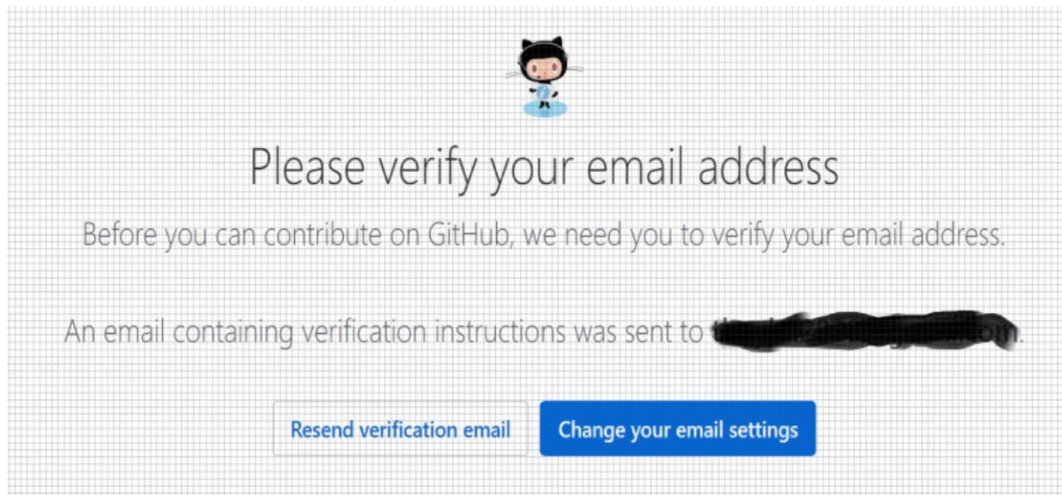 Please verify your email address
Before you can contribute on GitHub, we need you to verify your email address.
An email containing verification instructions was sent to
Resend verification email
Change your email settings